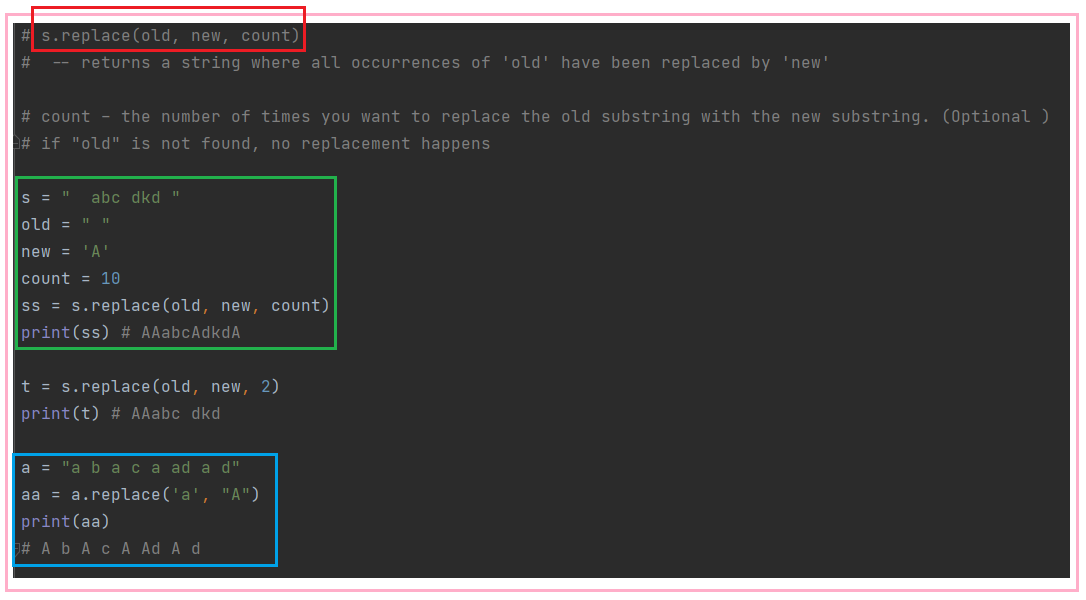 # s.replace(old, new, count)
#  -- returns a string where all occurrences of 'old' have been replaced by 'new'
# count – the number of times you want to replace the old substring with the new substring. (Optional )
# if "old" is not found, no replacement happens
s = "  abc dkd "
old = " "
new = 'A'
count = 10
ss = s.replace(old, new, count)
print(ss) # AAabcAdkdA
t = s.replace(old, new, 2)
print(t) # AAabc dkd
a = "a b a c a ad a d"
aa = a.replace('a', "A")
print(aa)
# A b A c A Ad A d